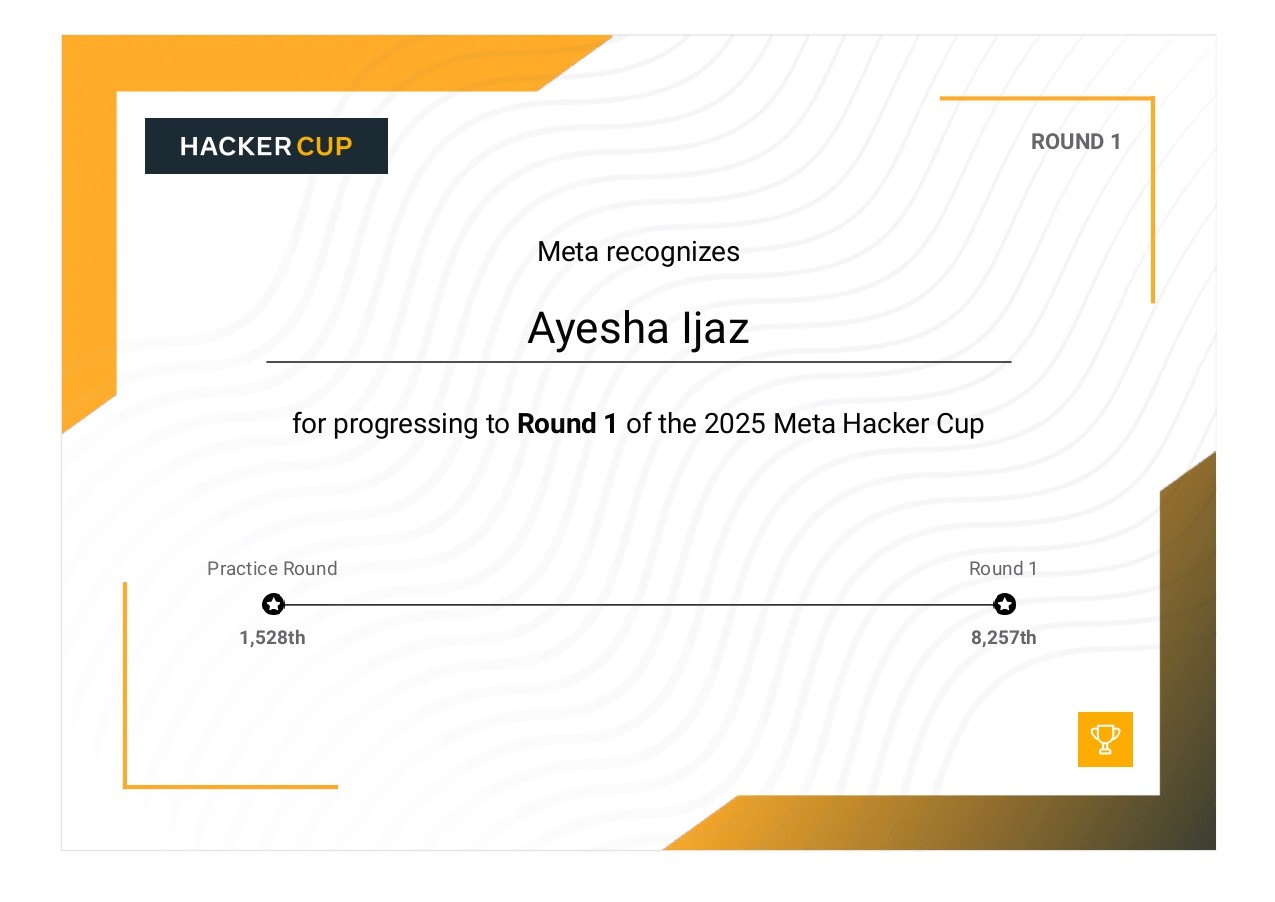 HACKER CUP
ROUND 1
Meta recognizes
Ayesha Ijaz
for progressing to Round 1 of the 2025 Meta Hacker Cup
Practice Round
Round 1
1,528th
8,257th